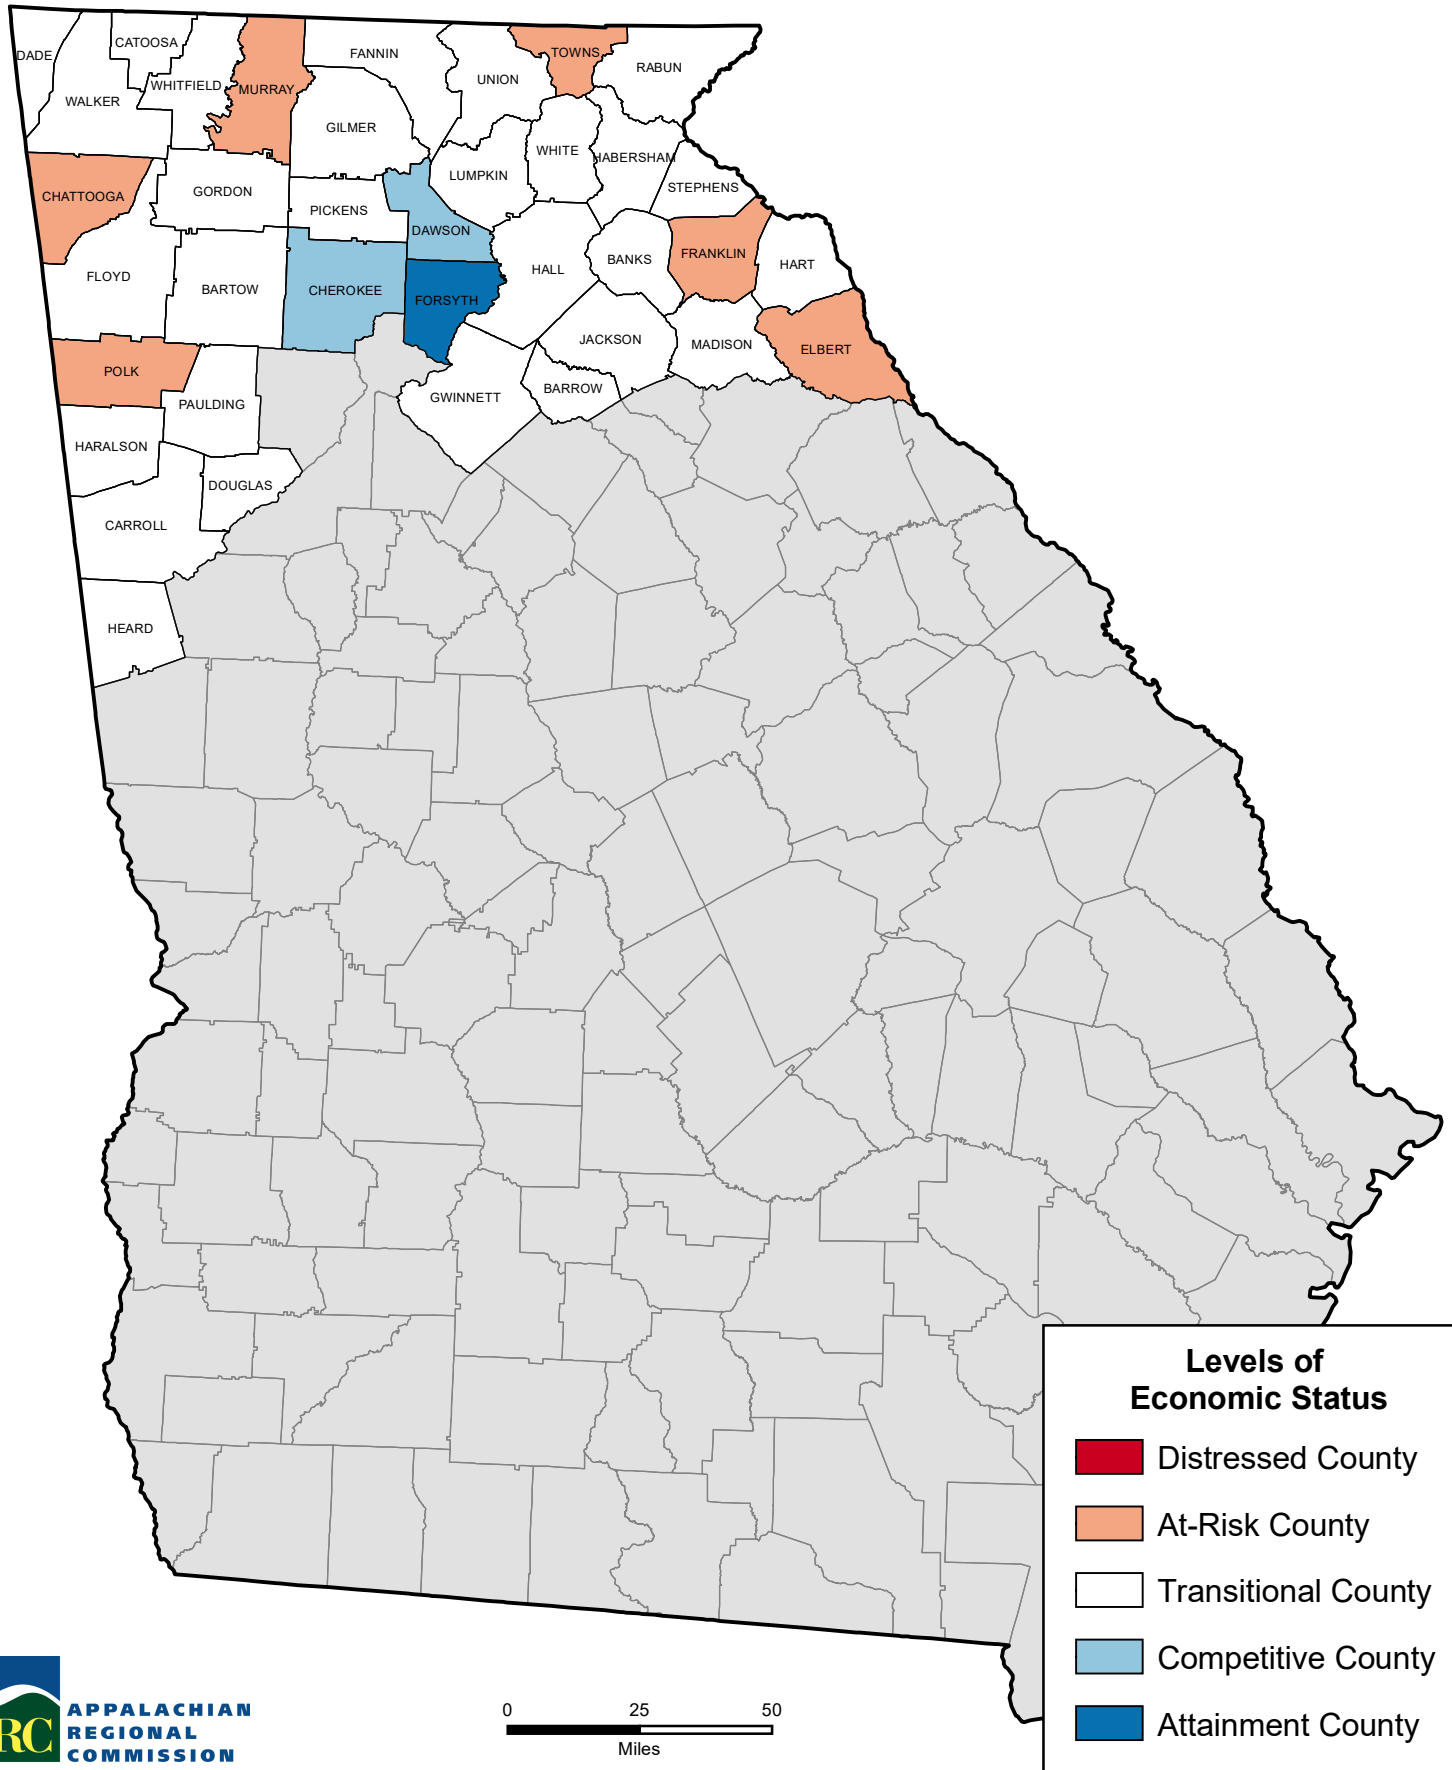 DADE
CATOOSA
WALKER
WHITFIELD
MURRAY
FANNIN
GILMER
UNION
TOWNS
RABUN
WHITE
HABERSHAM
LUMPKIN
STEPHENS
CHATTOOGA
GORDON
PICKENS
DAWSON
FLOYD
BARTOW
CHEROKEE
FORSYTH
HALL
BANKS
FRANKLIN
HART
JACKSON
MADISON
ELBERT
POLK
PAULDING
GWINNETT
BARROW
HARALSON
DOUGLAS
CARROLL
HEARD
Levels of
Economic Status
Distressed County
At-Risk County
Transitional County
Competitive County
Attainment County
RC
APPALACHIAN
REGIONAL
COMMISSION
0 25 50
Miles